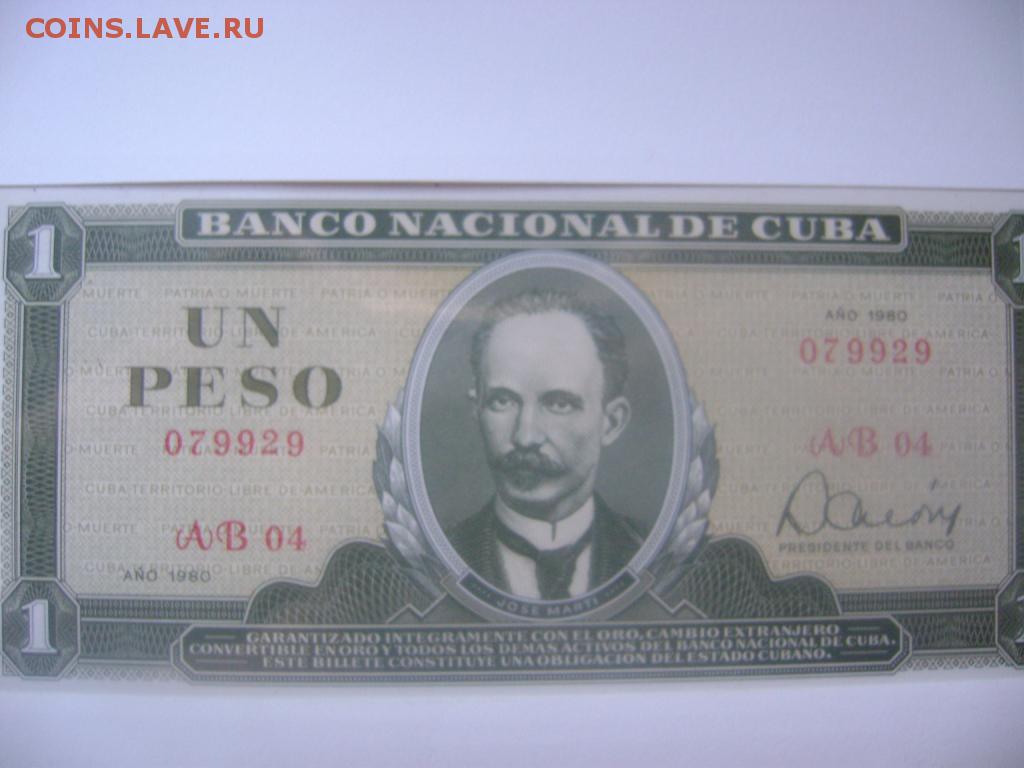 COINS.LAVE.RU
BANCO NACIONAL DE CUBA
1
MUERTE PATRIA O MUERTE PATRIA O MUERTE
CUBA TERRITORIO LIBRE DE AMERICA
UN
PESO
079929
AB 04
AÑO 1980
AÑO 1980
079929
AB 04
PRESIDENTE DEL BANCO
JOSE MARTI
1
GARANTIZADO INTEGRAMENTE CON EL ORO, CAMBIO EXTRANJERO
CONVERTIBLE EN ORO Y TODOS LOS DEMAS ACTIVOS DEL BANCO NACIONAL DE CUBA.
ESTE BILLETE CONSTITUYE UNA OBLIGACION DEL ESTADO CUBANO.